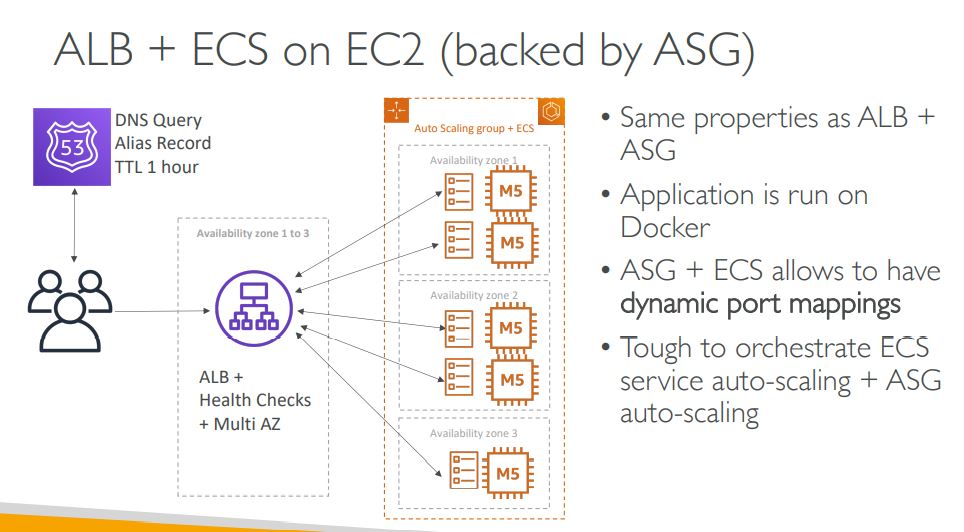 ALB + ECS on EC2 (backed by ASG)
53
DNS Query
Alias Record
TTL 1 hour
Availability zone 1 to 3
ALB +
Health Checks
+ Multi AZ
Auto Scaling group + ECS
Availability zone 1
M5
M5
Availability zone 2
M5
M5
Availability zone 3
M5
• Same properties as ALB +
ASG
• Application is run on
Docker
• ASG + ECS allows to have
dynamic port mappings
• Tough to orchestrate ECS
service auto-scaling + ASG
auto-scaling